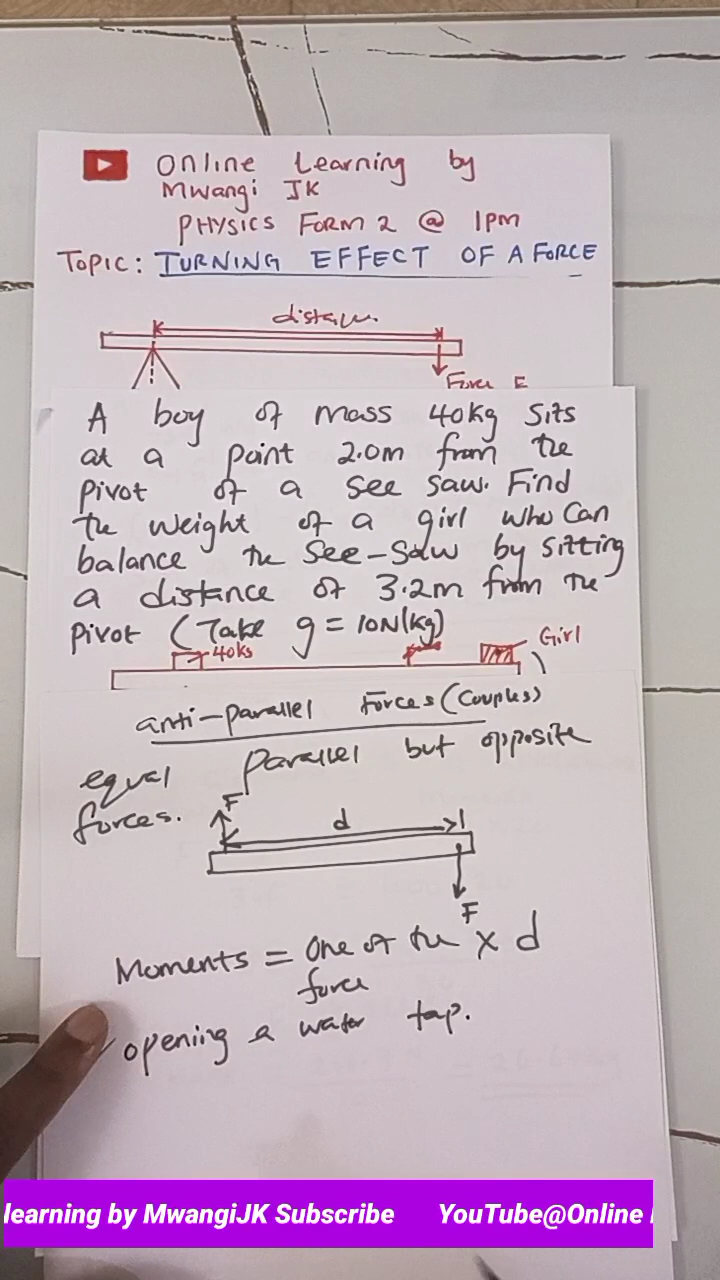 Online Learning by
Mwangi JK
PHYSICS FORM 2 @ 1PM
TOPIC: TURNING EFFECT OF A FORCE
distance
Force F
A boy of mass 40kg sits
at a point 2.0m from the
pivot of a see saw. Find
the weight of a girl who can
balance the see-saw by sitting
a distance of 3.2m from the
pivot (Take g = 10N/kg)
40kg
Girl
anti-parallel forces (couples)
equal parallel but opposite
forces.
F
d
F
Moments = one of the x d
force
opening a water tap.
learning by MwangiJK Subscribe YouTube@Online